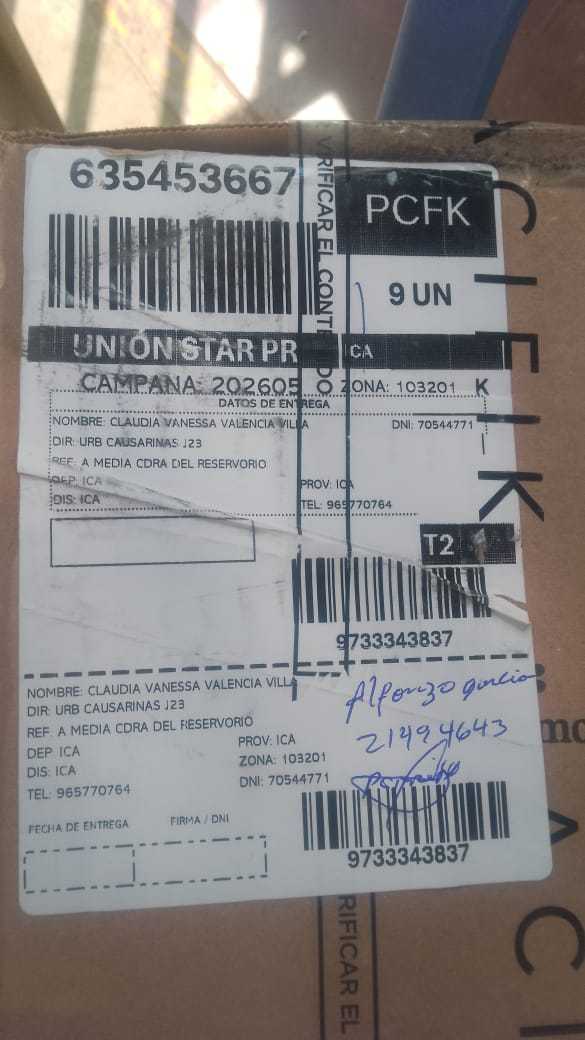 635453667
PCFK
9 UN
UNIÓN STAR PR ICA
CAMPAÑA: 202605 ZONA: 103201
DATOS DE ENTREGA
NOMBRE: CLAUDIA VANESSA VALENCIA VILLA DNI: 70544771
DIR: URB CAUSARINAS J23
REF. A MEDIA CDRA DEL RESERVORIO
DEP. ICA PROV: ICA
DIS: ICA TEL: 965770764
T2
9733343837
NOMBRE: CLAUDIA VANESSA VALENCIA VILLA
DIR: URB CAUSARINAS J23
REF. A MEDIA CDRA DEL RESERVORIO
DEP ICA PROV: ICA
DIS: ICA ZONA: 103201
TEL: 965770764 DNI: 70544771
FECHA DE ENTREGA FIRMA / DNI
Alfonzo garcia
21494643
9733343837
VERIFICAR EL CONTENIDO
RIFICAR EL